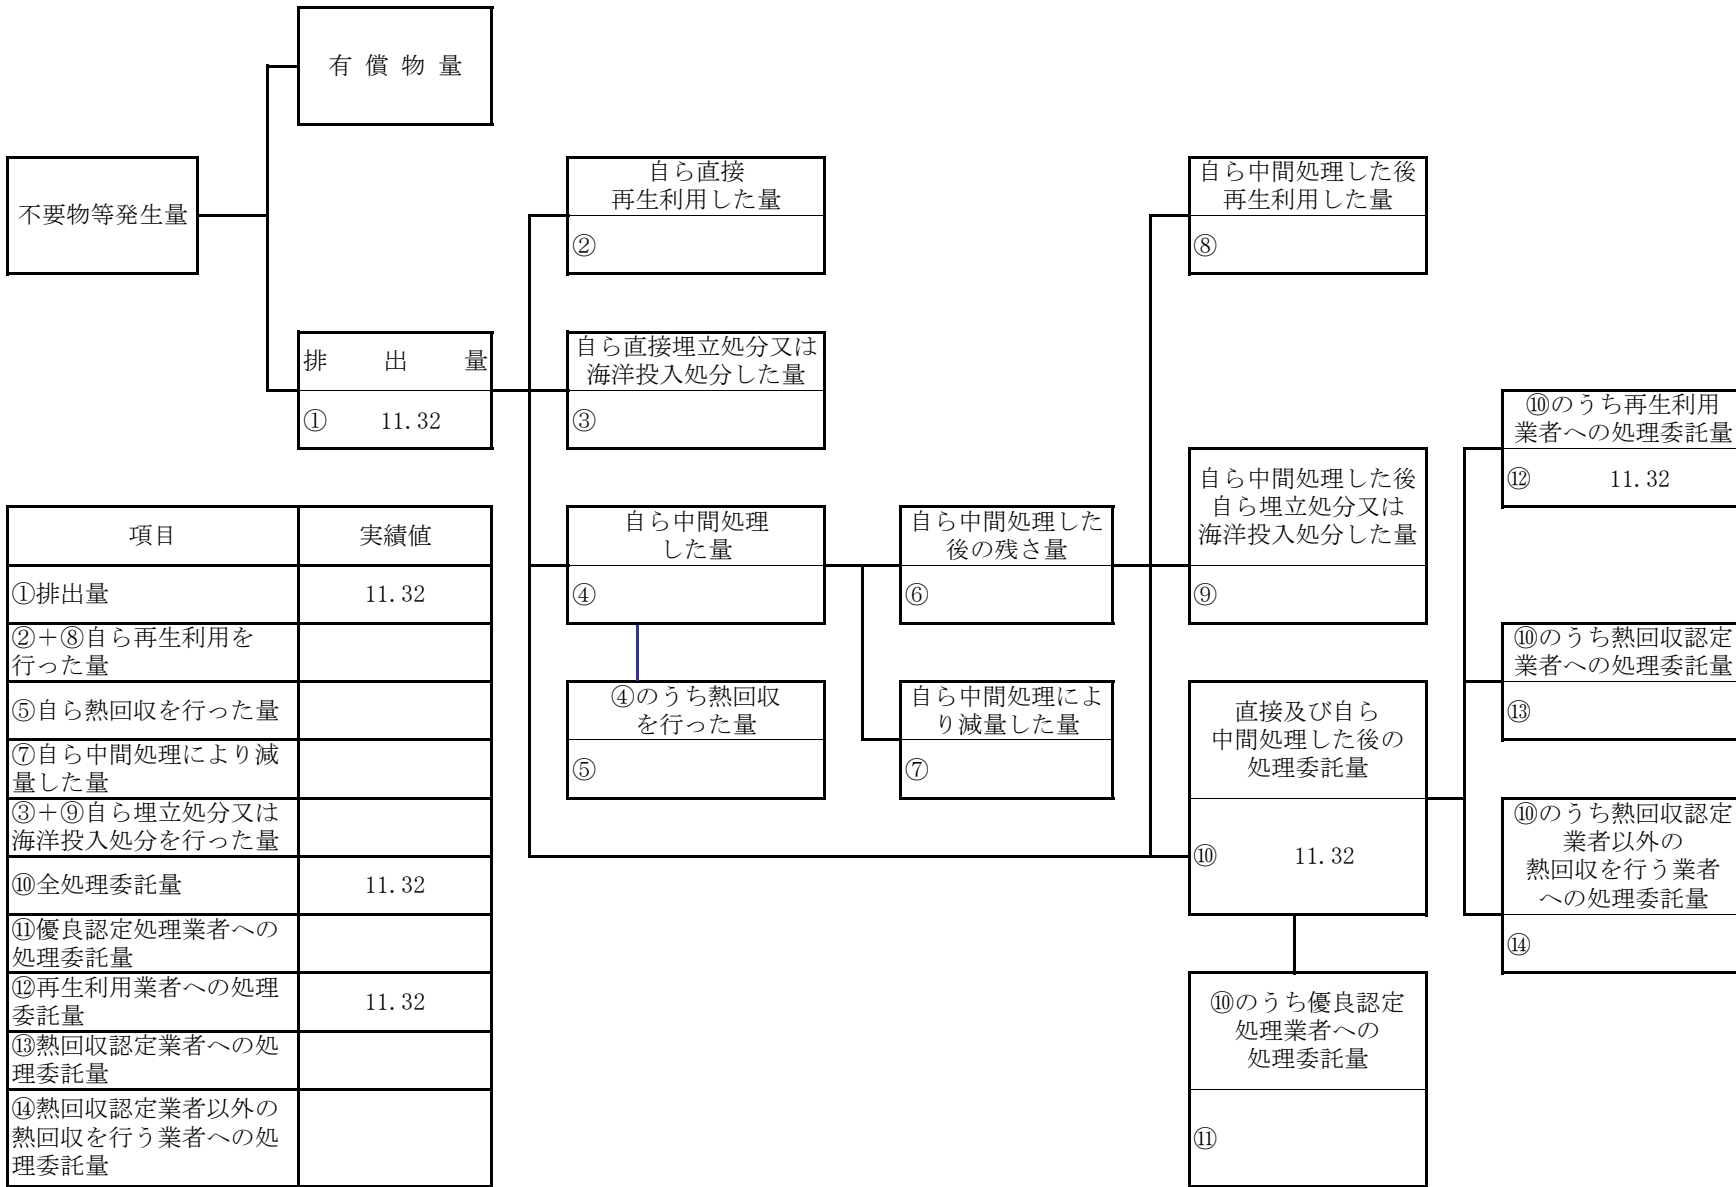 有 償 物 量
不要物等発生量
自ら直接
再生利用した量
②
自ら中間処理した後
再生利用した量
⑧
排 出 量
① 11.32
自ら直接埋立処分又は
海洋投入処分した量
③
⑩のうち再生利用
業者への処理委託量
⑫ 11.32
自ら中間処理した後
自ら埋立処分又は
海洋投入処分した量
⑨
自ら中間処理
した量
④
自ら中間処理した
後の残さ量
⑥
⑩のうち熱回収認定
業者への処理委託量
⑬
④のうち熱回収
を行った量
⑤
自ら中間処理によ
り減量した量
⑦
直接及び自ら
中間処理した後の
処理委託量
⑩ 11.32
⑩のうち熱回収認定
業者以外の
熱回収を行う業者
への処理委託量
⑭
⑩のうち優良認定
処理業者への
処理委託量
⑪
項目 実績値
①排出量 11.32
②＋⑧自ら再生利用を
行った量
⑤自ら熱回収を行った量
⑦自ら中間処理により減
量した量
③＋⑨自ら埋立処分又は
海洋投入処分を行った量
⑩全処理委託量 11.32
⑪優良認定処理業者への
処理委託量
⑫再生利用業者への処理
委託量 11.32
⑬熱回収認定業者への処
理委託量
⑭熱回収認定業者以外の
熱回収を行う業者への処
理委託量